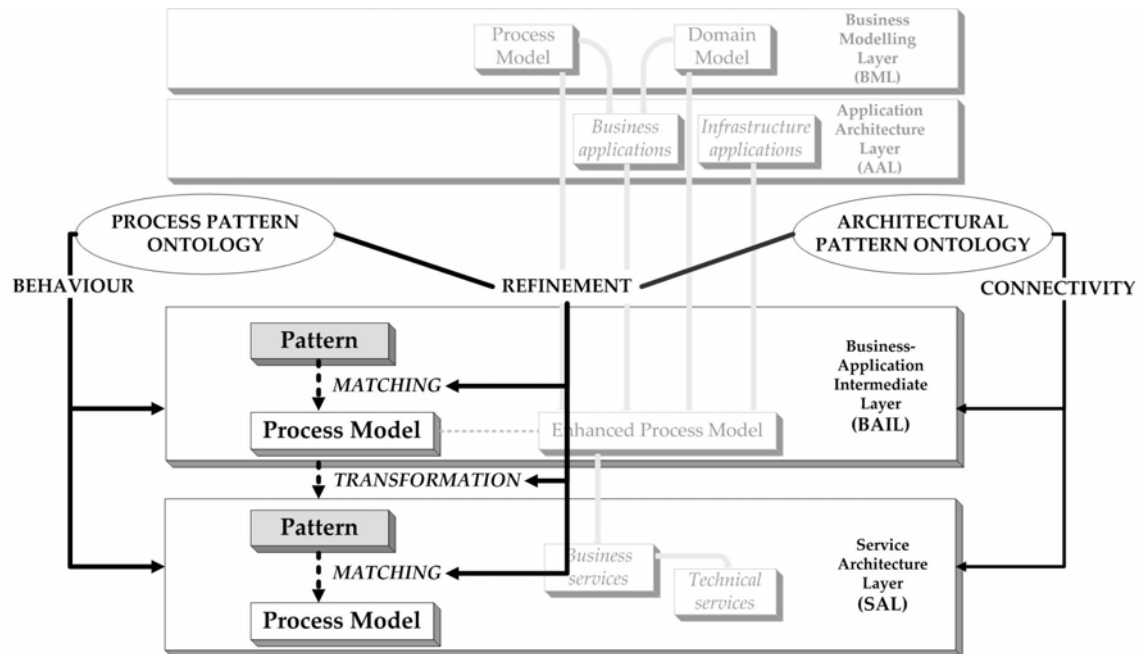 Process
Model
Domain
Model
Business
Modelling
Layer
(BML)
Business
applications
Infrastructure
applications
Application
Architecture
Layer
(AAL)
PROCESS PATTERN
ONTOLOGY
ARCHITECTURAL
PATTERN ONTOLOGY
BEHAVIOUR
REFINEMENT
CONNECTIVITY
Pattern
MATCHING
Process Model
Enhanced Process Model
Business-
Application
Intermediate
Layer
(BAIL)
TRANSFORMATION
Pattern
MATCHING
Process Model
Business
services
Technical
services
Service
Architecture
Layer
(SAL)